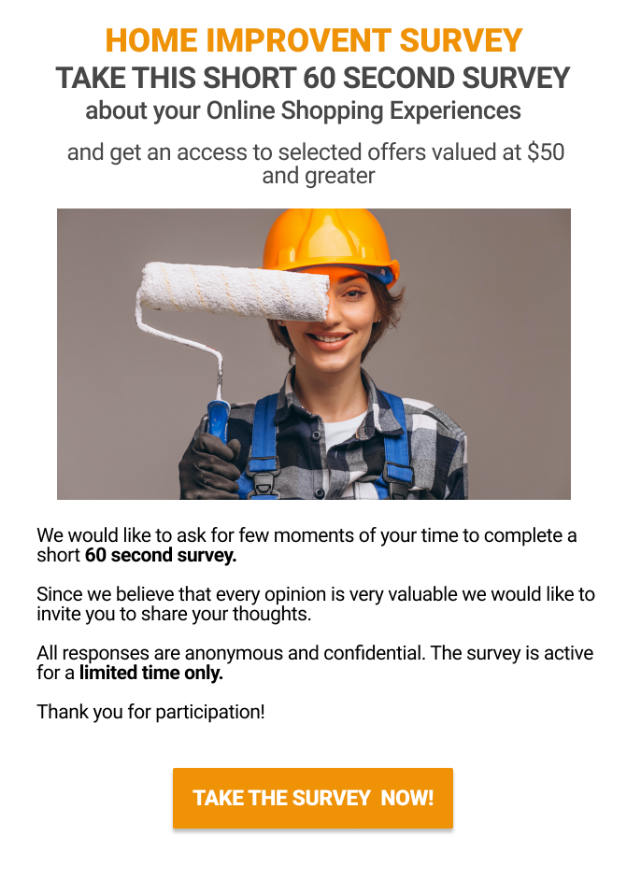 HOME IMPROVENT SURVEY
TAKE THIS SHORT 60 SECOND SURVEY
about your Online Shopping Experiences
and get an access to selected offers valued at $50
and greater
We would like to ask for few moments of your time to complete a
short 60 second survey.
Since we believe that every opinion is very valuable we would like to
invite you to share your thoughts.
All responses are anonymous and confidential. The survey is active
for a limited time only.
Thank you for participation!
TAKE THE SURVEY NOW!